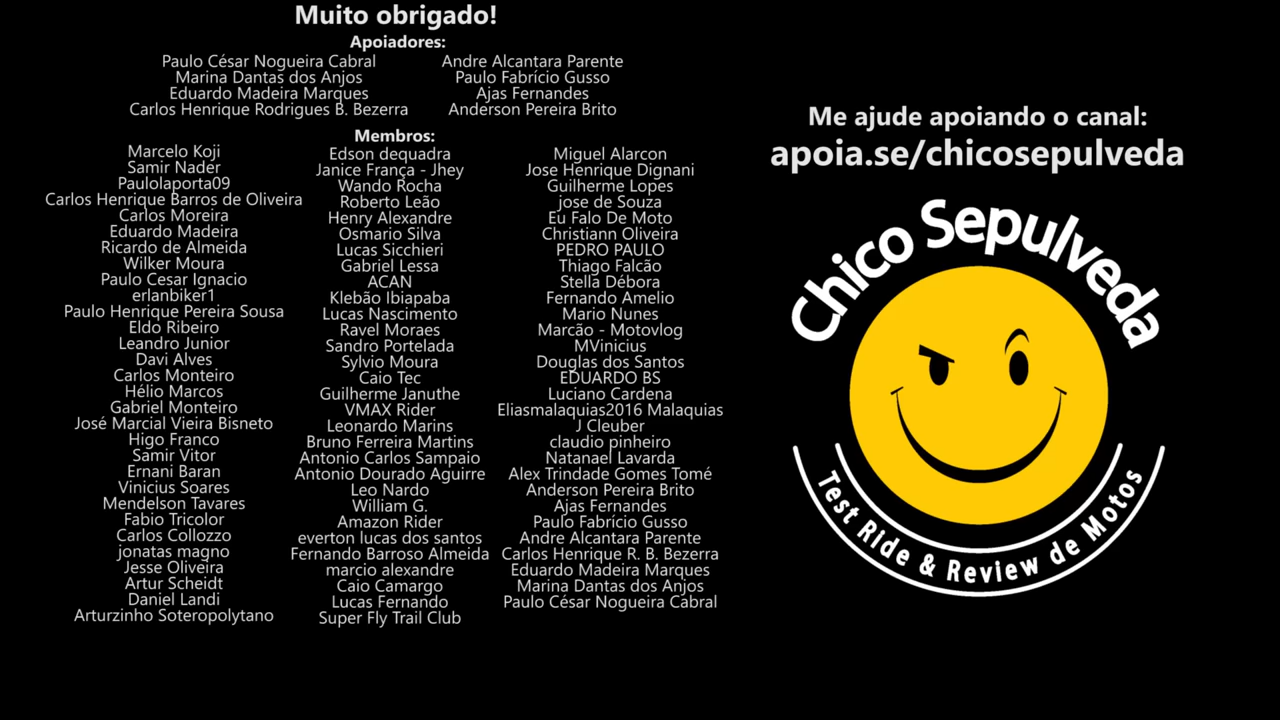 Muito obrigado!
Apoiadores:
Paulo César Nogueira Cabral
Marina Dantas dos Anjos
Eduardo Madeira Marques
Carlos Henrique Rodrigues B. Bezerra
Andre Alcantara Parente
Paulo Fabrício Gusso
Ajas Fernandes
Anderson Pereira Brito
Membros:
Marcelo Koji
Samir Nader
Paulolaporta09
Carlos Henrique Barros de Oliveira
Carlos Moreira
Eduardo Madeira
Ricardo de Almeida
Wilker Moura
Paulo Cesar Ignacio
erlanbiker1
Paulo Henrique Pereira Sousa
Eldo Ribeiro
Leandro Junior
Davi Alves
Carlos Monteiro
Hélio Marcos
Gabriel Monteiro
José Marcial Vieira Bisneto
Higo Franco
Samir Vitor
Ernani Baran
Vinicius Soares
Mendelson Tavares
Fabio Tricolor
Carlos Collozzo
jonatas magno
Jesse Oliveira
Artur Scheidt
Daniel Landi
Arturzinho Soteropolytano
Edson dequadra
Janice França - Jhey
Wando Rocha
Roberto Leão
Henry Alexandre
Osmario Silva
Lucas Sicchieri
Gabriel Lessa
ACAN
Klebão Ibiapaba
Lucas Nascimento
Ravel Moraes
Sandro Portelada
Sylvio Moura
Caio Tec
Guilherme Januthe
VMAX Rider
Leonardo Marins
Bruno Ferreira Martins
Antonio Carlos Sampaio
Antonio Dourado Aguirre
Leo Nardo
William G.
Amazon Rider
everton lucas dos santos
Fernando Barroso Almeida
marcio alexandre
Caio Camargo
Lucas Fernando
Super Fly Trail Club
Miguel Alarcon
Jose Henrique Dignani
Guilherme Lopes
jose de Souza
Eu Falo De Moto
Christiann Oliveira
PEDRO PAULO
Thiago Falcão
Stella Débora
Fernando Amelio
Mario Nunes
Marcão - Motovlog
MVinicius
Douglas dos Santos
EDUARDO BS
Luciano Cardena
Eliasmalaquias2016 Malaquias
J Cleuber
claudio pinheiro
Natanael Lavarda
Alex Trindade Gomes Tomé
Anderson Pereira Brito
Ajas Fernandes
Paulo Fabrício Gusso
Andre Alcantara Parente
Carlos Henrique R. B. Bezerra
Eduardo Madeira Marques
Marina Dantas dos Anjos
Paulo César Nogueira Cabral
Me ajude apoiando o canal:
apoia.se/chicosepulveda
Chico Sepulveda
Test Ride & Review de Motos